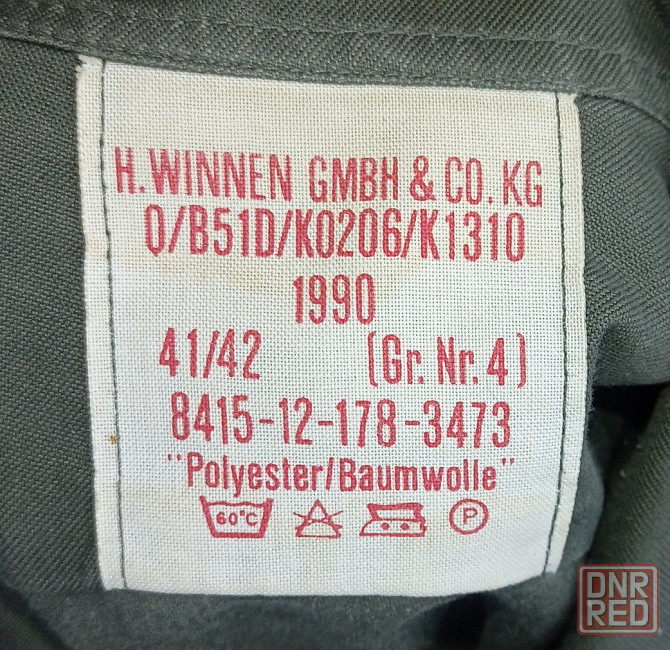 H. WINNEN GMBH & CO. KG
O/B51D/K0206/K1310
1990
41/42 (Gr. Nr. 4)
8415-12-178-3473
"Polyester/Baumwolle"
60°C P
DNR
RED